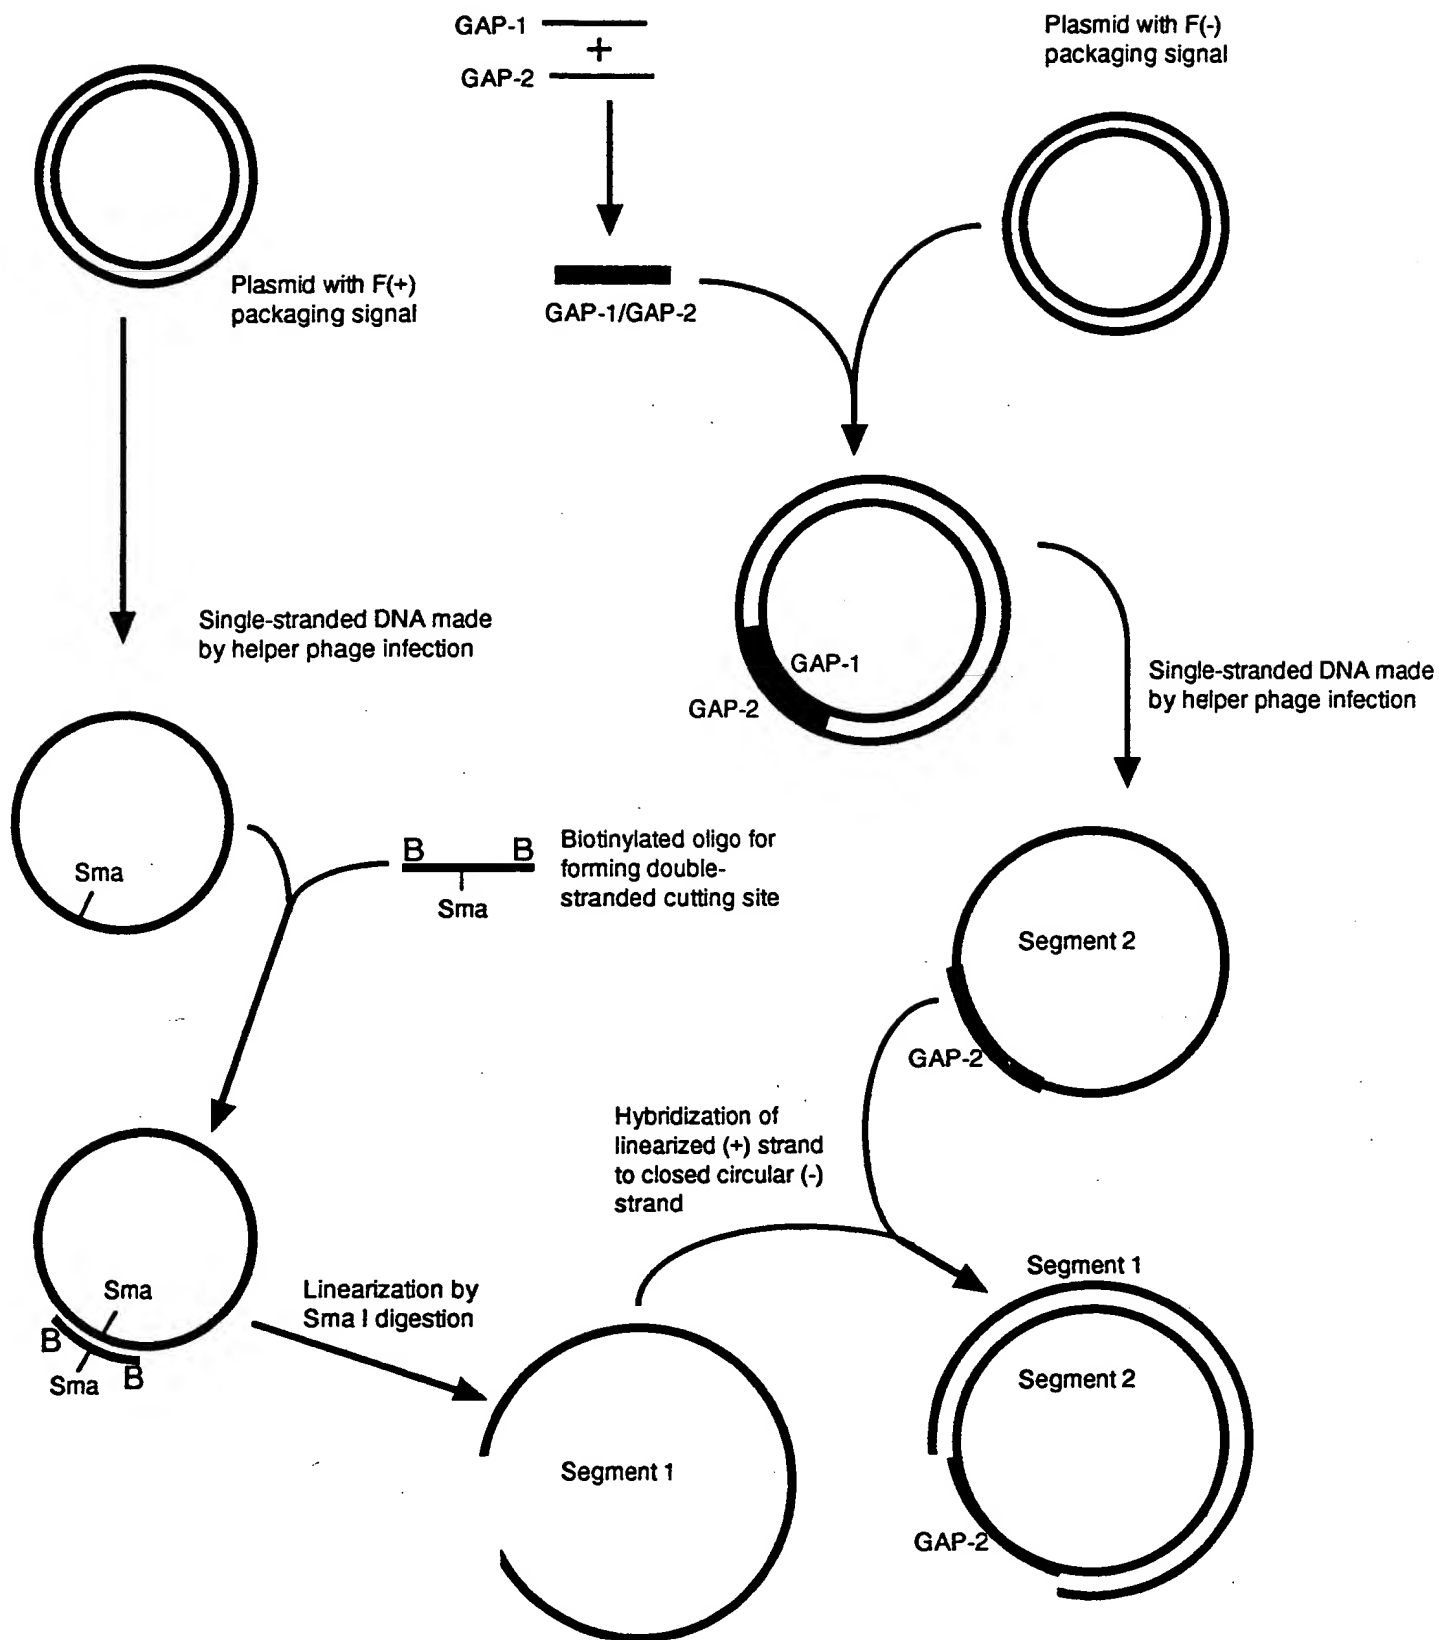 GAP-1
+
GAP-2
Plasmid with F(-)
packaging signal
Plasmid with F(+)
packaging signal
GAP-1/GAP-2
Single-stranded DNA made
by helper phage infection
GAP-1
GAP-2
Single-stranded DNA made
by helper phage infection
Sma
B B
Sma
Biotinylated oligo for
forming double-
stranded cutting site
Segment 2
GAP-2
Hybridization of
linearized (+) strand
to closed circular (-)
strand
Sma
B
Sma
B
Linearization by
Sma I digestion
Segment 1
Segment 1
Segment 2
GAP-2